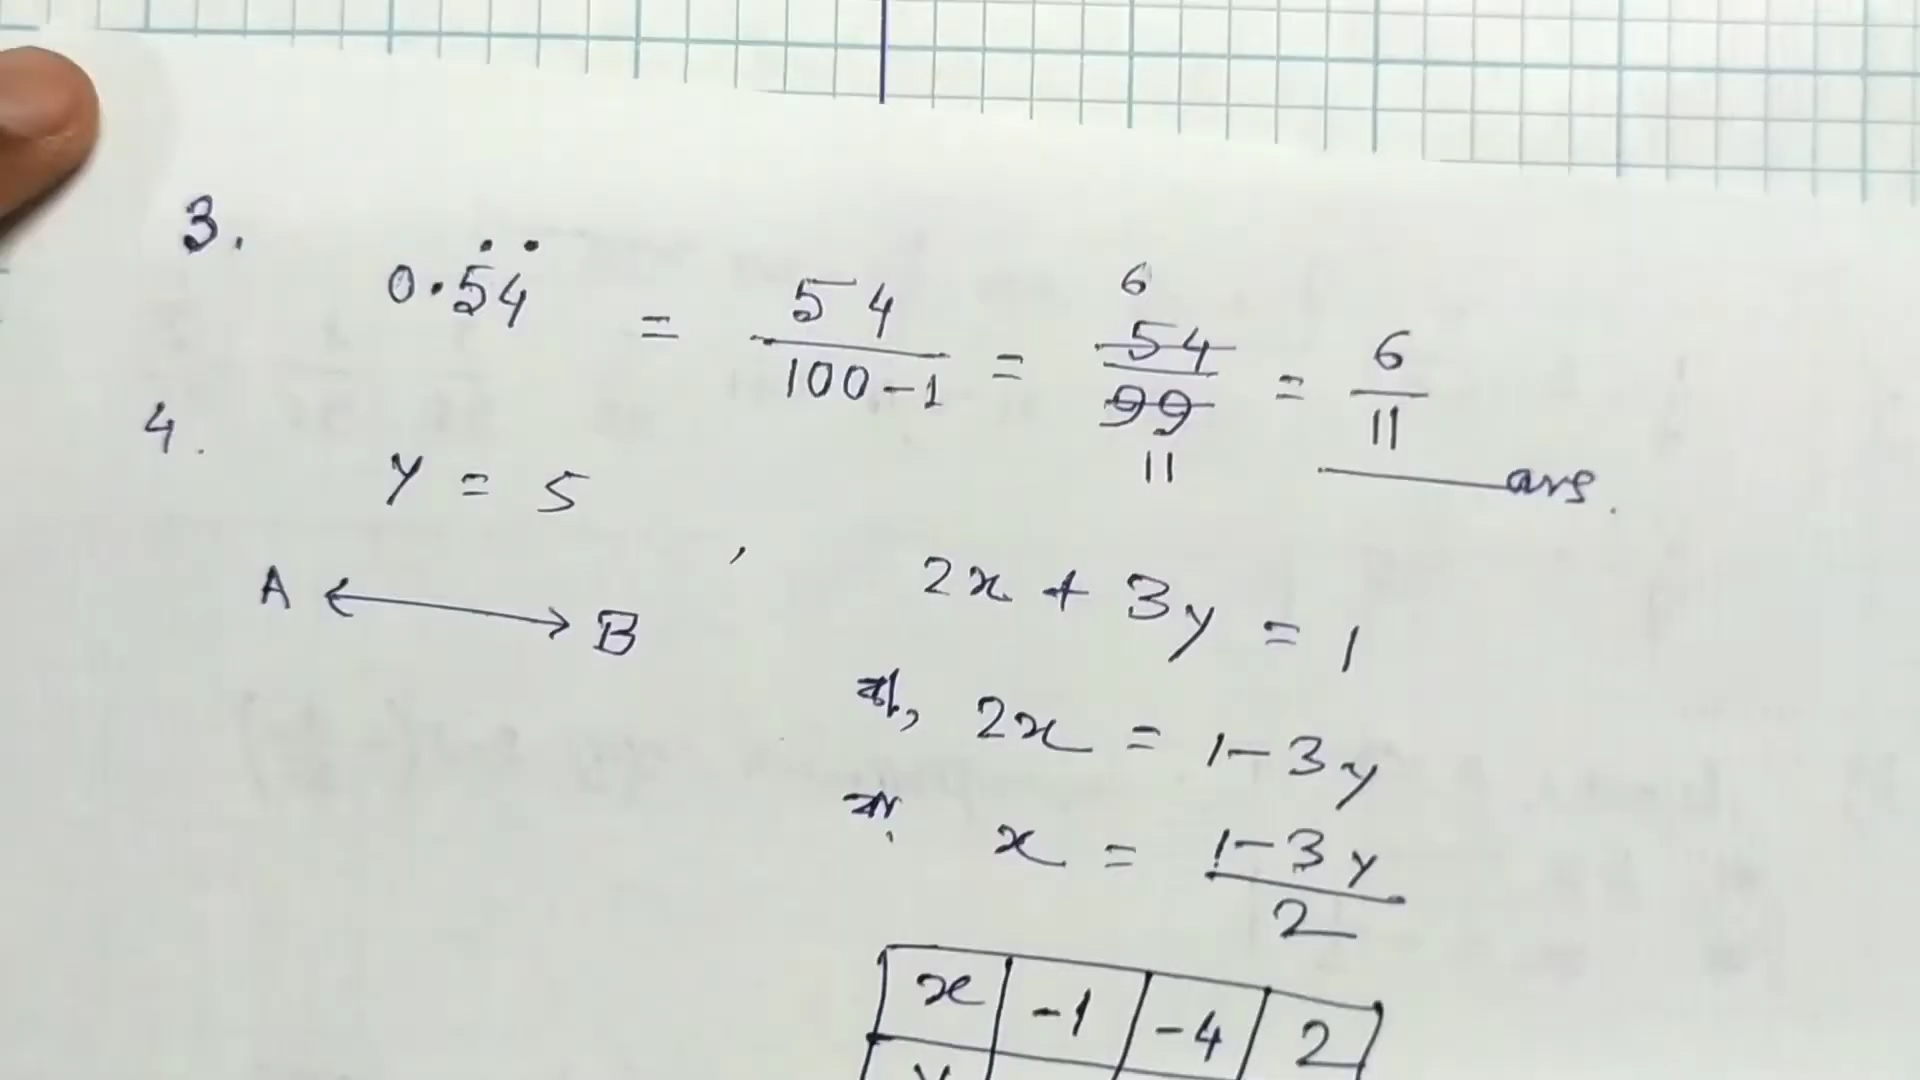 3.
0.5̇4̇ = 54/(100-1) = 54/99 = 6/11 ans.
6
11
4.
y = 5 , 2x + 3y = 1
A ↔ B
বা, 2x = 1-3y
বা, x = (1-3y)/2
x | -1 | -4 | 2
y